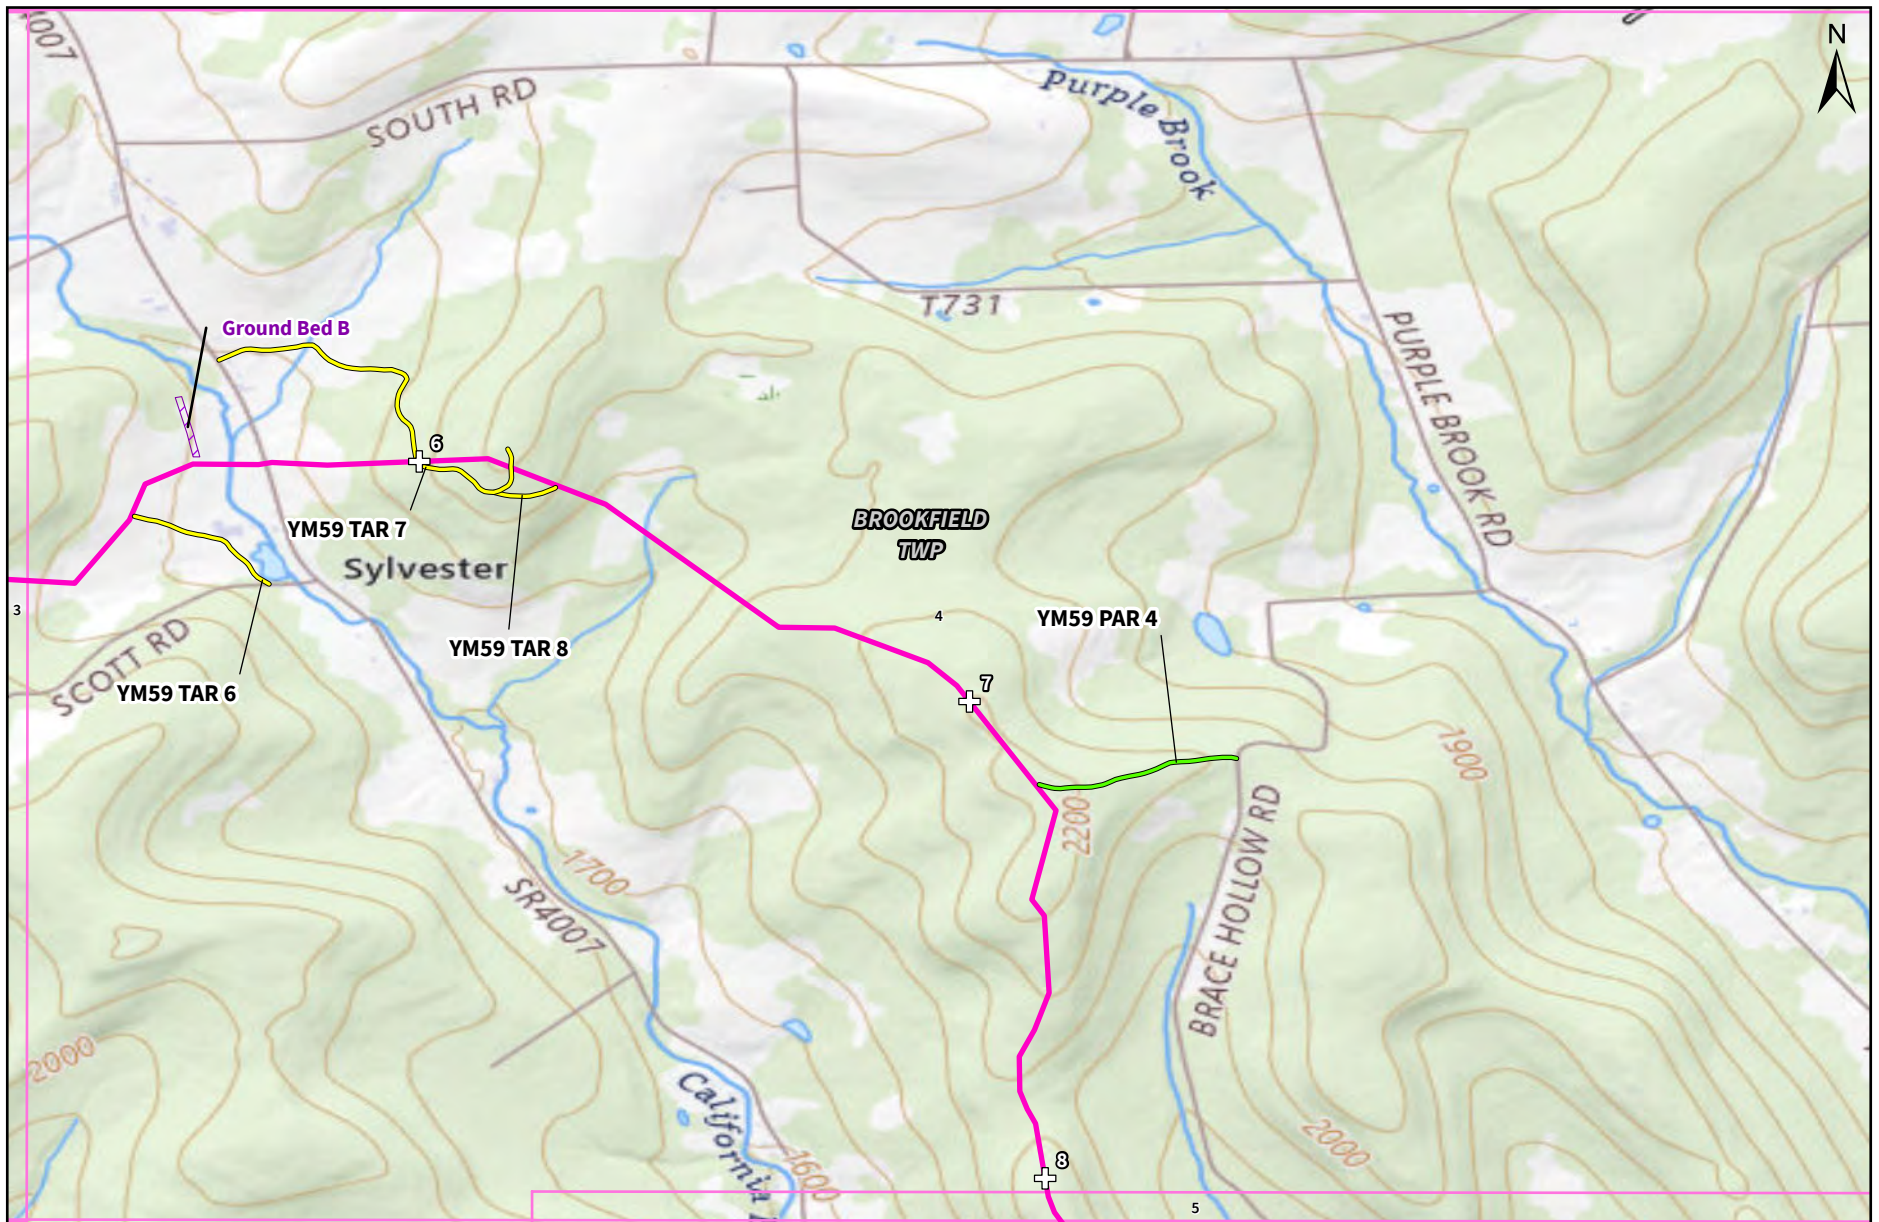 4007
N
SOUTH RD
Purple Brook
T731
Ground Bed B
PURPLE BROOK RD
6
YM59 TAR 7
BROOKFIELD
TWP
Sylvester
3
YM59 TAR 8
4
YM59 PAR 4
SCOTT RD
YM59 TAR 6
7
1900
2200
BRACE HOLLOW RD
1700
SR4007
2000
California
2000
1600
8
5